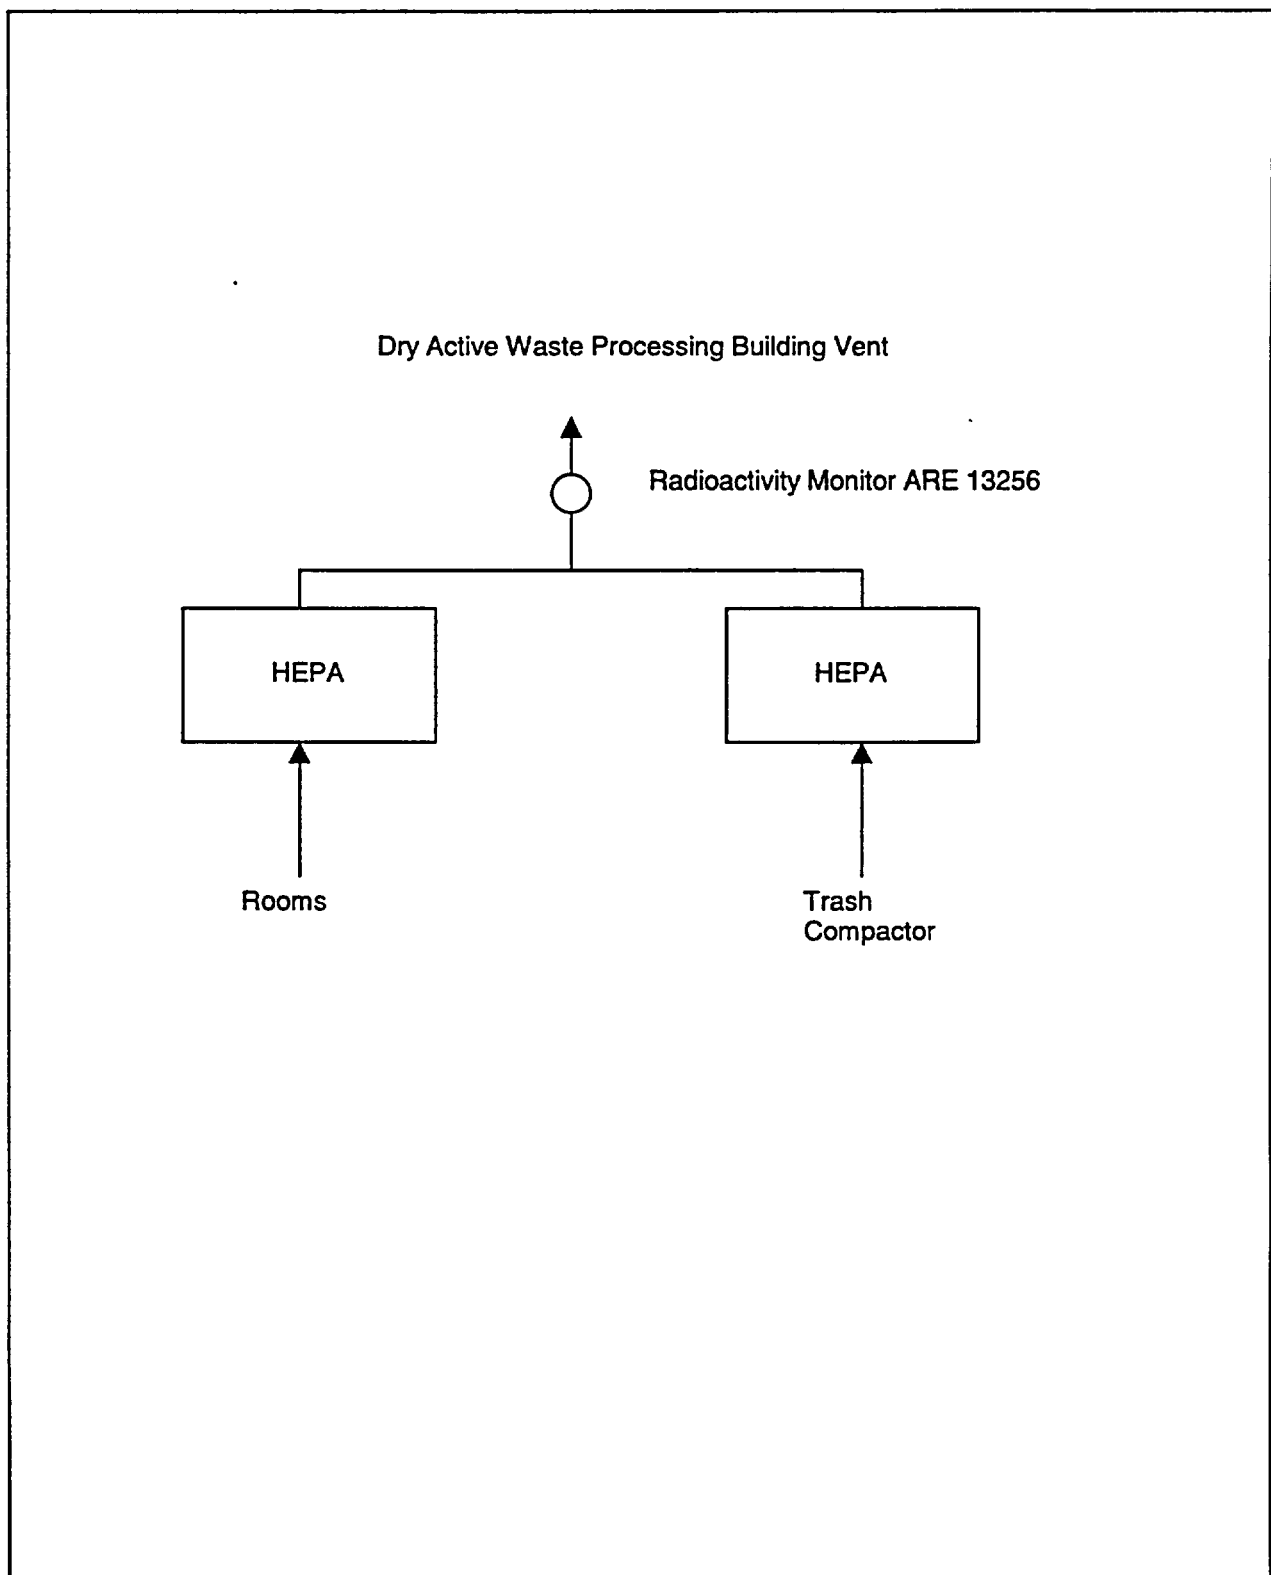 Dry Active Waste Processing Building Vent
Radioactivity Monitor ARE 13256
HEPA
HEPA
Rooms
Trash
Compactor